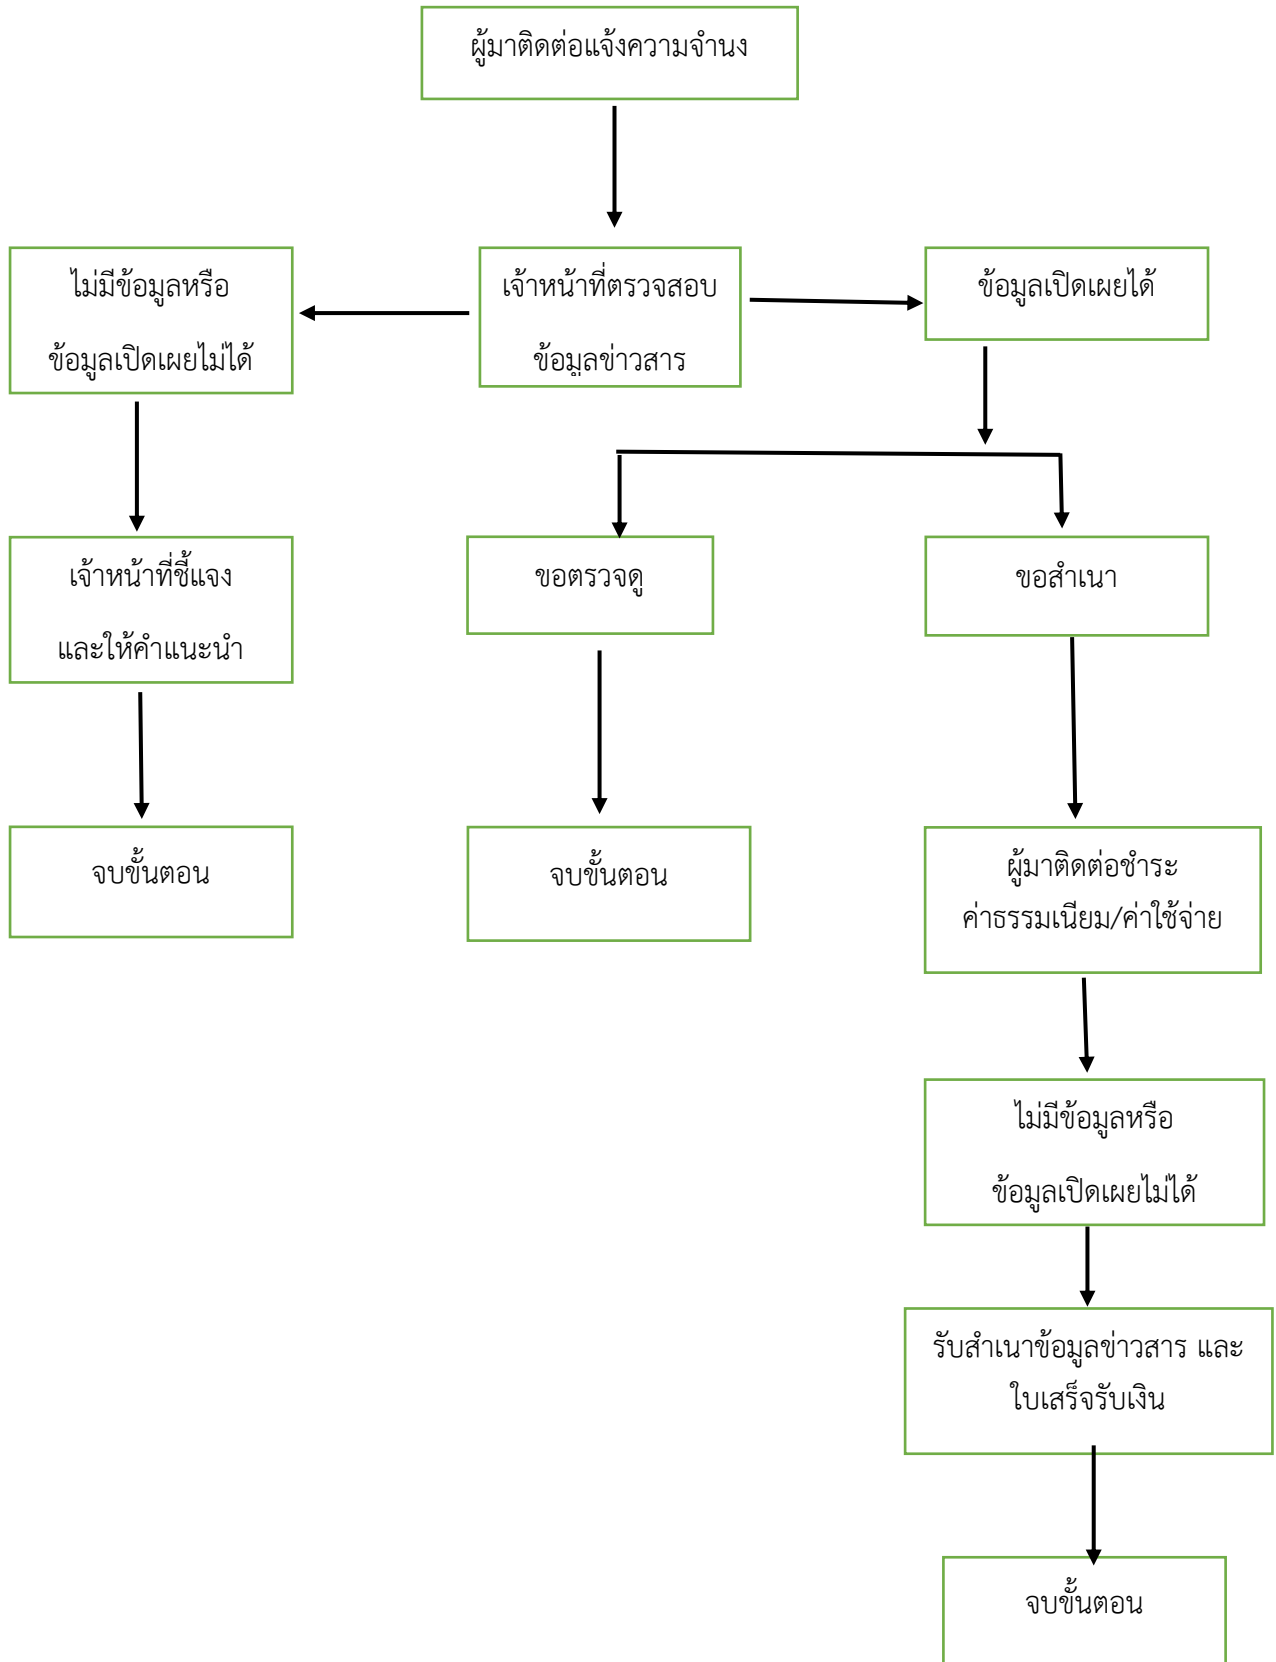 ผู้มาติดต่อแจ้งความจำนง
ไม่มีข้อมูลหรือ
ข้อมูลเปิดเผยไม่ได้
เจ้าหน้าที่ตรวจสอบ
ข้อมูลข่าวสาร
ข้อมูลเปิดเผยได้
เจ้าหน้าที่ชี้แจง
และให้คำแนะนำ
ขอตรวจดู
ขอสำเนา
จบขั้นตอน
จบขั้นตอน
ผู้มาติดต่อชำระ
ค่าธรรมเนียม/ค่าใช้จ่าย
ไม่มีข้อมูลหรือ
ข้อมูลเปิดเผยไม่ได้
รับสำเนาข้อมูลข่าวสาร และ
ใบเสร็จรับเงิน
จบขั้นตอน